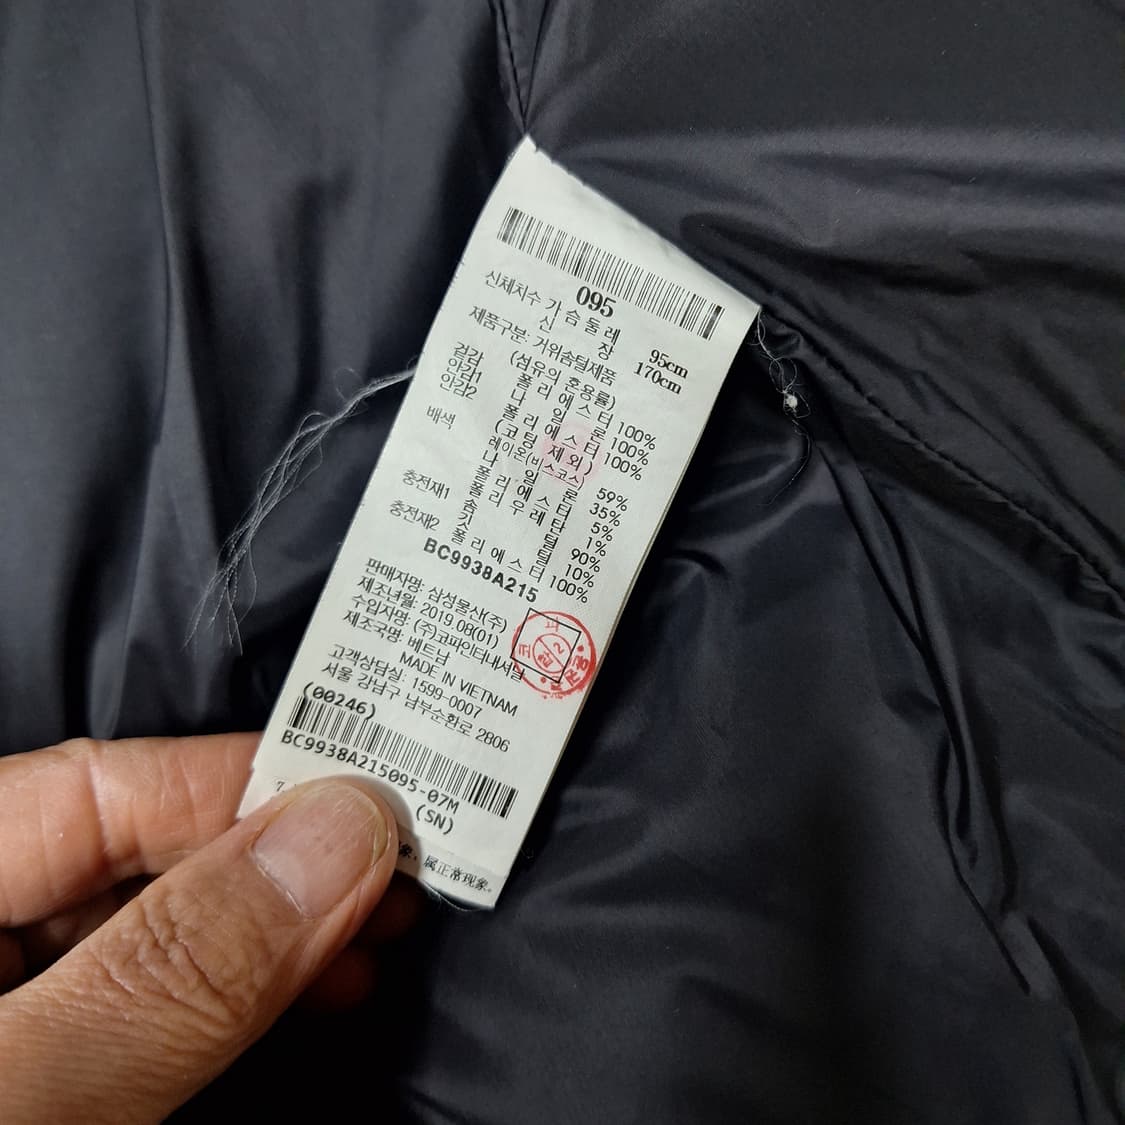 095
신체치수 가슴둘레 95cm
신장 170cm
제품구분: 거위솜털제품
(섬유의 혼용률)
겉감 폴리에스터 100%
안감1 나일론 100%
안감2 폴리에스터 100%
(코팅 제외)
배색 레이온(비스코스) 59%
나일론 35%
폴리에스터 5%
폴리우레탄 1%
충전재1 솜털 90%
깃털 10%
충전재2 폴리에스터 100%
BC9938A215
판매자명: 삼성물산(주)
제조년월: 2019.08(01)
수입자명: (주)코파인터내셔날
제조국명: 베트남
MADE IN VIETNAM
고객상담실: 1599-0007
서울 강남구 남부순환로 2806
(00246)
BC9938A215095-07M
7
(SN)
象, 属正常现象。